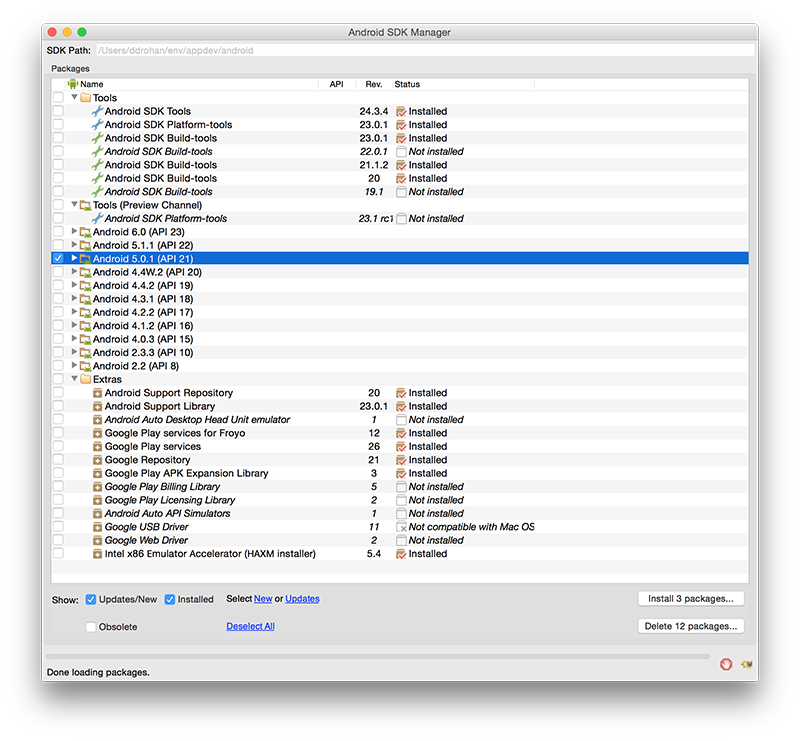 Android SDK Manager
SDK Path: /Users/ddrohan/env/appdev/android
Packages
Name API Rev. Status
Tools
Android SDK Tools 24.3.4 Installed
Android SDK Platform-tools 23.0.1 Installed
Android SDK Build-tools 23.0.1 Installed
Android SDK Build-tools 22.0.1 Not installed
Android SDK Build-tools 21.1.2 Installed
Android SDK Build-tools 20 Installed
Android SDK Build-tools 19.1 Not installed
Tools (Preview Channel)
Android SDK Platform-tools 23.1 rc1 Not installed
Android 6.0 (API 23)
Android 5.1.1 (API 22)
Android 5.0.1 (API 21)
Android 4.4W.2 (API 20)
Android 4.4.2 (API 19)
Android 4.3.1 (API 18)
Android 4.2.2 (API 17)
Android 4.1.2 (API 16)
Android 4.0.3 (API 15)
Android 2.3.3 (API 10)
Android 2.2 (API 8)
Extras
Android Support Repository 20 Installed
Android Support Library 23.0.1 Installed
Android Auto Desktop Head Unit emulator 1 Not installed
Google Play services for Froyo 12 Installed
Google Play services 26 Installed
Google Repository 21 Installed
Google Play APK Expansion Library 3 Installed
Google Play Billing Library 5 Not installed
Google Play Licensing Library 2 Not installed
Android Auto API Simulators 1 Not installed
Google USB Driver 11 Not compatible with Mac OS
Google Web Driver 2 Not installed
Intel x86 Emulator Accelerator (HAXM installer) 5.4 Installed
Show: Updates/New Installed Select New or Updates Install 3 packages...
Obsolete Deselect All Delete 12 packages...
Done loading packages.